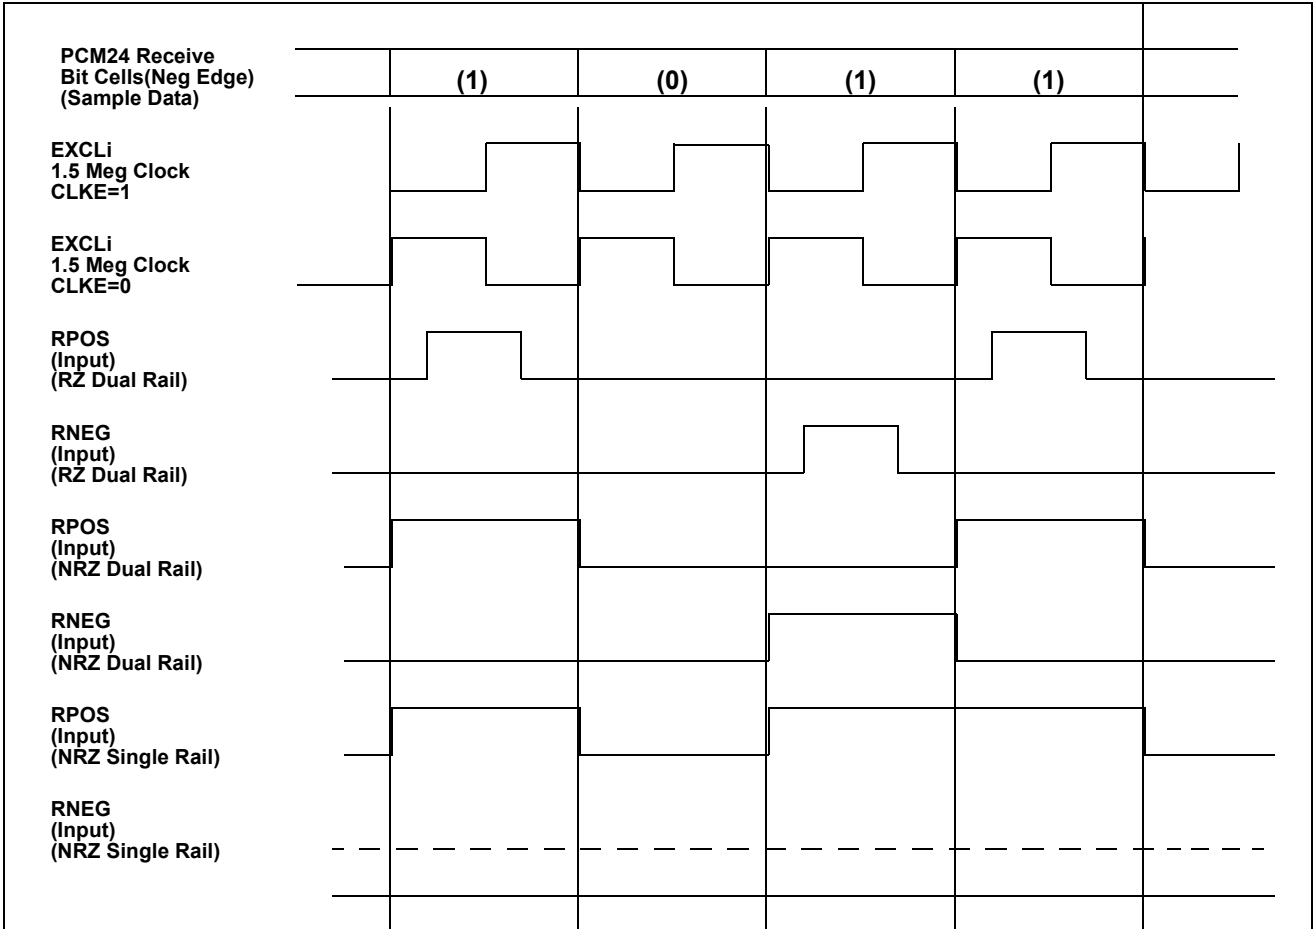 PCM24 Receive
Bit Cells(Neg Edge)
(Sample Data)
(1)
(0)
(1)
(1)
EXCLi
1.5 Meg Clock
CLKE=1
EXCLi
1.5 Meg Clock
CLKE=0
RPOS
(Input)
(RZ Dual Rail)
RNEG
(Input)
(RZ Dual Rail)
RPOS
(Input)
(NRZ Dual Rail)
RNEG
(Input)
(NRZ Dual Rail)
RPOS
(Input)
(NRZ Single Rail)
RNEG
(Input)
(NRZ Single Rail)